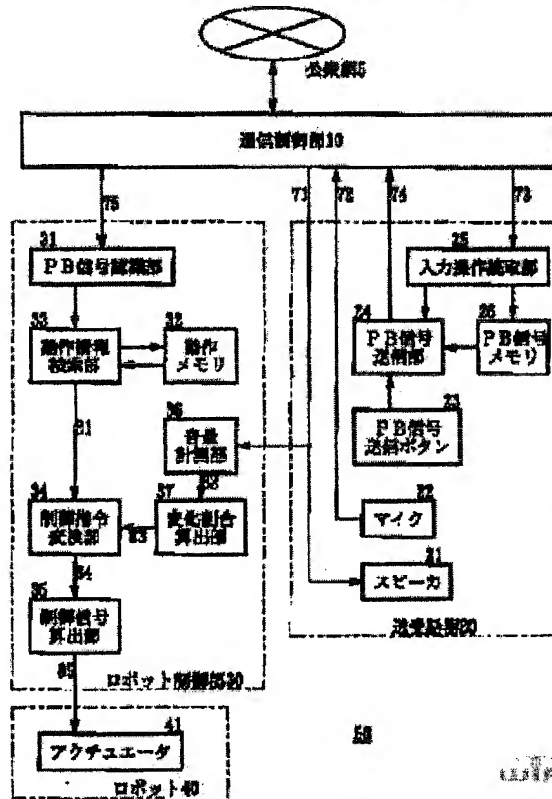 公衆網5
通信制御部10
75
71
72
74
73
31
PB信号認識部
25
入力操作読取部
33
動作情報
検索部
32
動作
メモリ
24
PB信号
送信部
26
PB信号
メモリ
36
音量
計測部
23
PB信号
送信ボタン
81
82
34
制御指令
変換部
83
37
変化割合
算出部
22
マイク
84
21
スピーカ
35
制御信号
算出部
送受話部20
85
ロボット制御部30
41
アクチュエータ
ロボット40
50